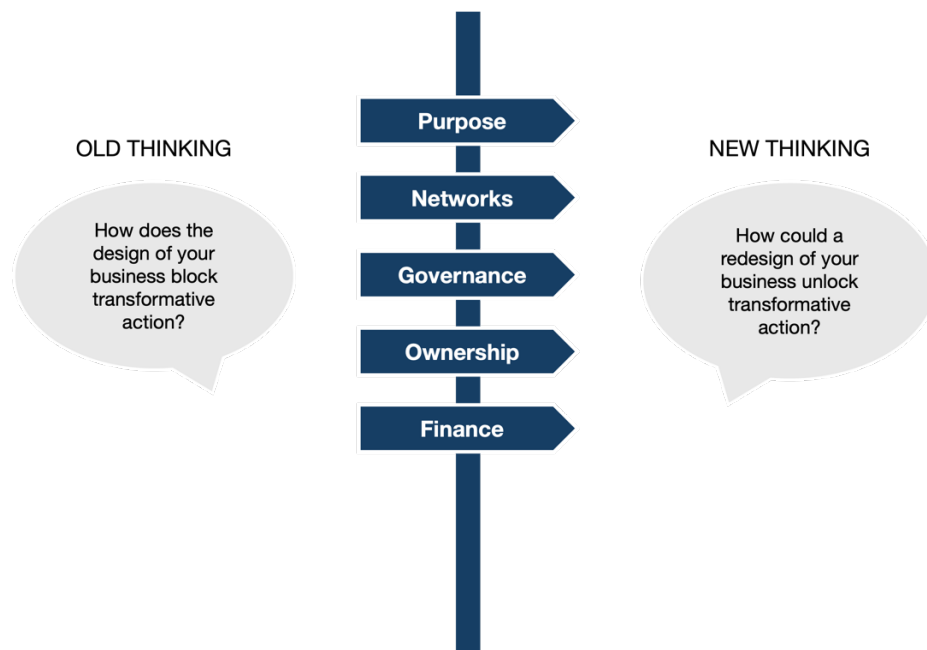 OLD THINKING
How does the
design of your
business block
transformative
action?
Purpose
Networks
Governance
Ownership
Finance
NEW THINKING
How could a
redesign of your
business unlock
transformative
action?